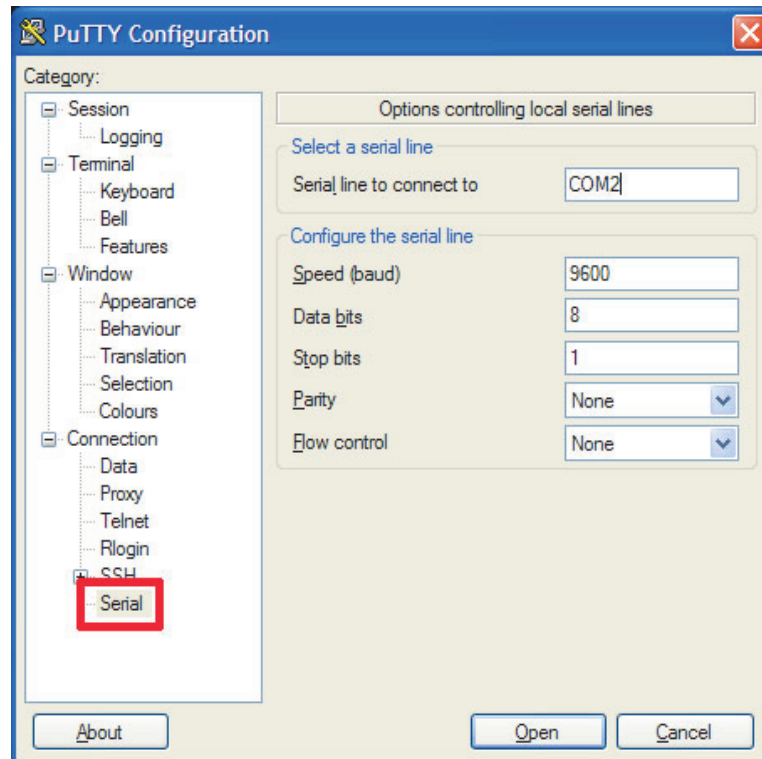 PuTTY Configuration
Category:
Session
Logging
Terminal
Keyboard
Bell
Features
Window
Appearance
Behaviour
Translation
Selection
Colours
Connection
Data
Proxy
Telnet
Rlogin
SSH
Serial
Options controlling local serial lines
Select a serial line
Serial line to connect to COM2
Configure the serial line
Speed (baud) 9600
Data bits 8
Stop bits 1
Parity None
Flow control None
About Open Cancel